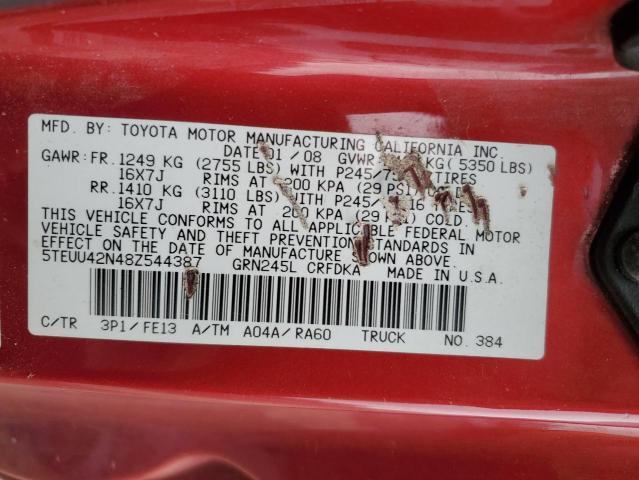 MFD. BY: TOYOTA MOTOR MANUFACTURING CALIFORNIA INC.
DATE: 01/08 GVWR: KG(5350 LBS)
GAWR: FR. 1249 KG (2755 LBS) WITH P245/ TIRES
16X7J RIMS AT 200 KPA (29 PSI)
RR. 1410 KG (3110 LBS) WITH P245/
16X7J RIMS AT 200 KPA (29 COLD.
THIS VEHICLE CONFORMS TO ALL APPLICABLE FEDERAL MOTOR
VEHICLE SAFETY AND THEFT PREVENTION STANDARDS IN
EFFECT ON THE DATE OF MANUFACTURE SHOWN ABOVE.
5TEUU42N48Z544387 GRN245L CRFDKA MADE IN U.S.A.
C/TR 3P1/FE13 A/TM A04A/RA60 TRUCK NO. 384